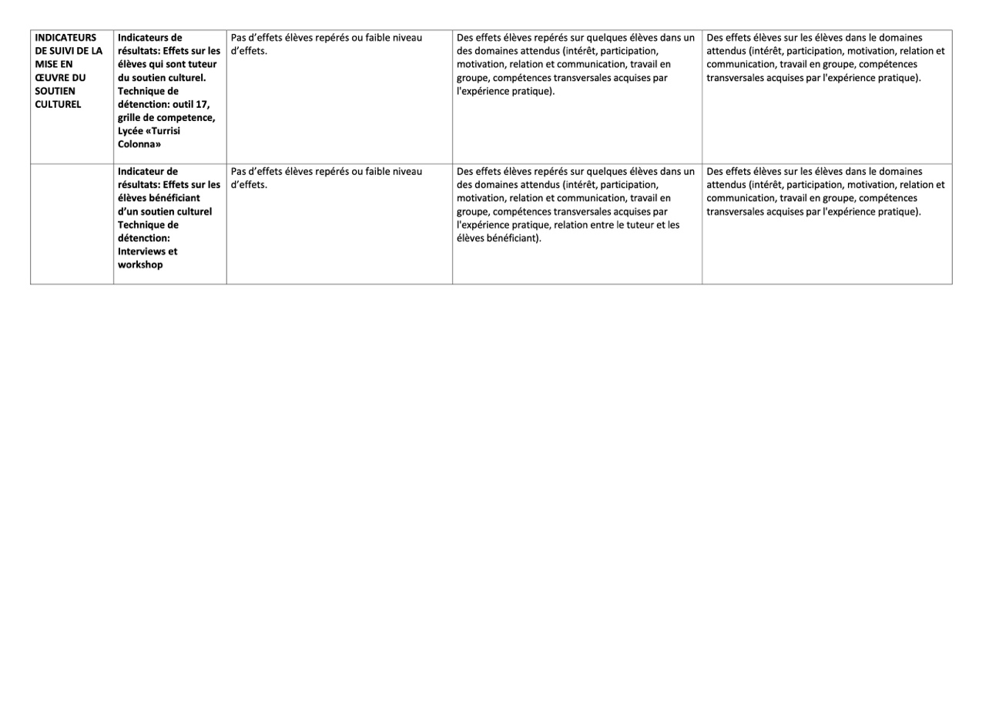 INDICATEURS
DE SUIVI DE LA
MISE EN
ŒUVRE DU
SOUTIEN
CULTUREL
Indicateurs de
résultats: Effets sur les
élèves qui sont tuteur
du soutien culturel.
Technique de
détention: outil 17,
grille de competence,
Lycée «Turrisi
Colonna»
Pas d’effets élèves repérés ou faible niveau
d’effets.
Des effets élèves repérés sur quelques élèves dans un
des domaines attendus (intérêt, participation,
motivation, relation et communication, travail en
groupe, compétences transversales acquises par
l'expérience pratique).
Des effets élèves sur les élèves dans le domaines
attendus (intérêt, participation, motivation, relation et
communication, travail en groupe, compétences
transversales acquises par l'expérience pratique).
Indicateur de
résultats: Effets sur les
élèves bénéficiant
d’un soutien culturel
Technique de
détention:
Interviews et
workshop
Pas d’effets élèves repérés ou faible niveau
d’effets.
Des effets élèves repérés sur quelques élèves dans un
des domaines attendus (intérêt, participation,
motivation, relation et communication, travail en
groupe, compétences transversales acquises par
l'expérience pratique, relation entre le tuteur et les
élèves bénéficiant).
Des effets élèves sur les élèves dans le domaines
attendus (intérêt, participation, motivation, relation et
communication, travail en groupe, compétences
transversales acquises par l'expérience pratique).